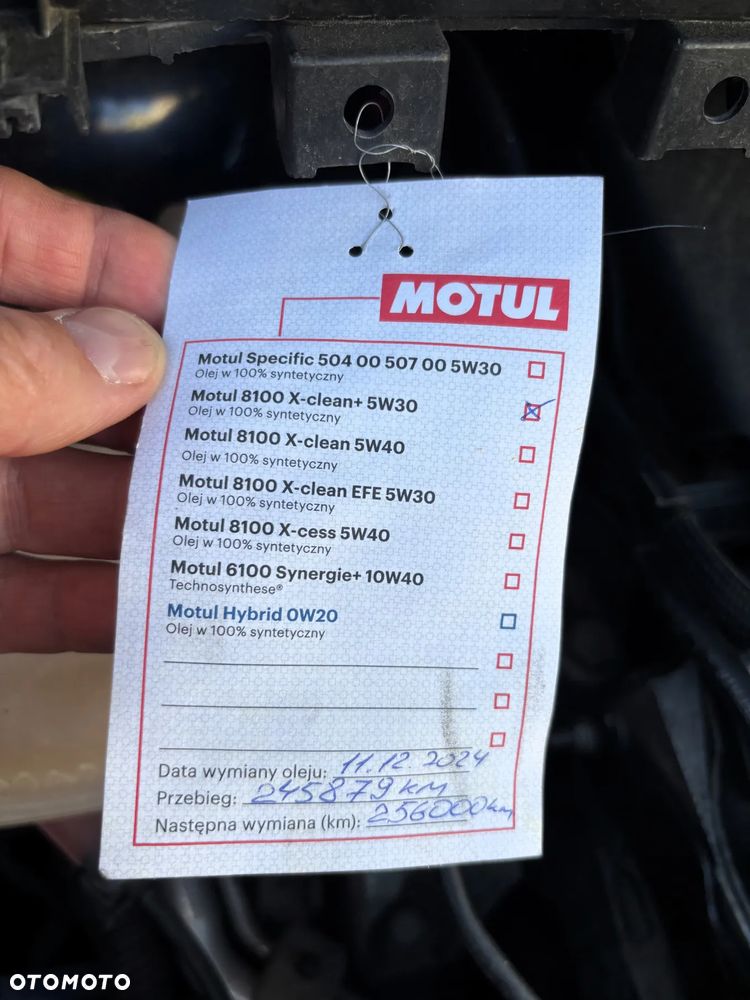 MOTUL
Motul Specific 504 00 507 00 5W30
Olej w 100% syntetyczny
Motul 8100 X-clean+ 5W30
Olej w 100% syntetyczny
Motul 8100 X-clean 5W40
Olej w 100% syntetyczny
Motul 8100 X-clean EFE 5W30
Olej w 100% syntetyczny
Motul 8100 X-cess 5W40
Olej w 100% syntetyczny
Motul 6100 Synergie+ 10W40
Technosynthese®
Motul Hybrid 0W20
Olej w 100% syntetyczny
Data wymiany oleju: 11.12.2024
Przebieg: 245879 km
Następna wymiana (km): 256000 km
OTOMOTO